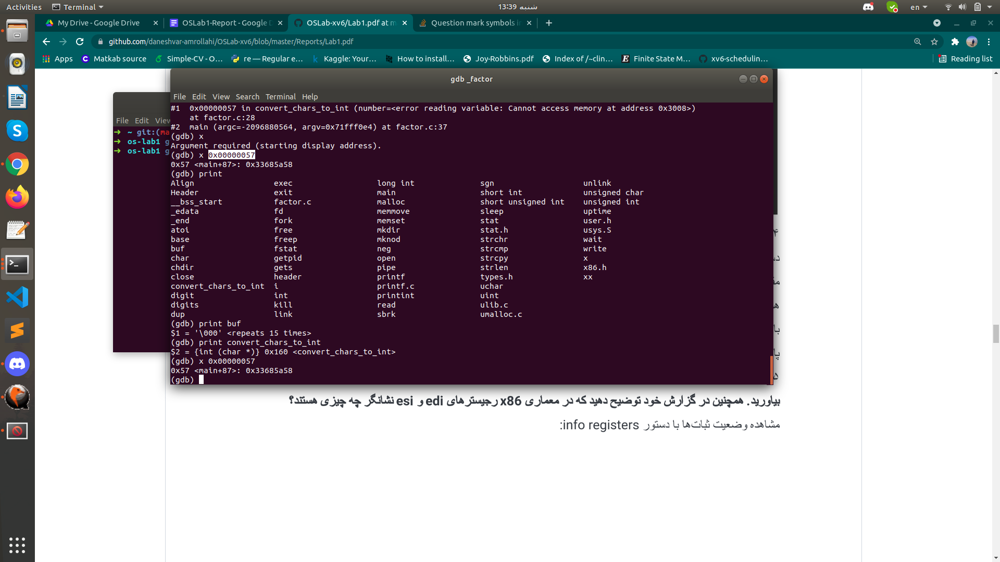 Activities Terminal شنبه 13:39 en
My Drive - Google Drive OSLab1-Report - Google D OSLab-xv6/Lab1.pdf at m Question mark symbols in
github.com/daneshvar-amrollahi/OSLab-xv6/blob/master/Reports/Lab1.pdf
Apps Matkab source Simple-CV - O… re — Regular e… Kaggle: Your… How to install… Joy-Robbins.pdf Index of /~clin… Finite State M… xv6-schedulin… Reading list
gdb _factor
File Edit View Search Terminal Help
File Edit View
➜ ~ git:(ma
➜ os-lab1 g
➜ os-lab1 g
#1 0x00000057 in convert_chars_to_int (number=<error reading variable: Cannot access memory at address 0x3008>)
at factor.c:28
#2 main (argc=-2096880564, argv=0x71fff0e4) at factor.c:37
(gdb) x
Argument required (starting display address).
(gdb) x 0x00000057
0x57 <main+87>: 0x33685a58
(gdb) print
Align exec long int sgn unlink
Header exit main short int unsigned char
__bss_start factor.c malloc short unsigned int unsigned int
_edata fd memmove sleep uptime
_end fork memset stat user.h
atoi free mkdir stat.h usys.S
base freep mknod strchr wait
buf fstat neg strcmp write
char getpid open strcpy x
chdir gets pipe strlen x86.h
close header printf types.h xx
convert_chars_to_int i printf.c uchar
digit int printint uint
digits kill read ulib.c
dup link sbrk umalloc.c
(gdb) print buf
$1 = '\000' <repeats 15 times>
(gdb) print convert_chars_to_int
$2 = {int (char *)} 0x160 <convert_chars_to_int>
(gdb) x 0x00000057
0x57 <main+87>: 0x33685a58
(gdb)
بیاورید. همچنین در گزارش خود توضیح دهید که در معماری x86 رجیسترهای edi و esi نشانگر چه چیزی هستند؟
مشاهده وضعیت ثبات‌ها با دستور info registers: